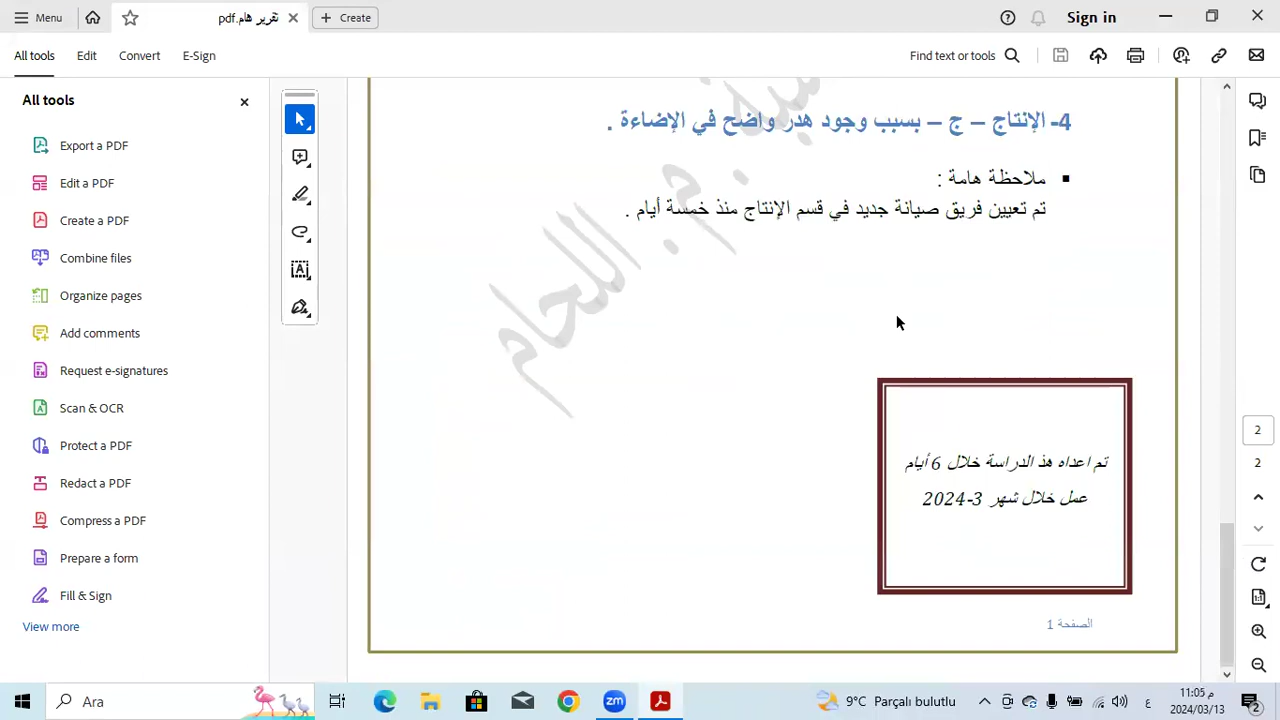 Menu
تقرير هام.pdf
Create
Sign in
All tools
Edit
Convert
E-Sign
Find text or tools
All tools
Export a PDF
Edit a PDF
Create a PDF
Combine files
Organize pages
Add comments
Request e-signatures
Scan & OCR
Protect a PDF
Redact a PDF
Compress a PDF
Prepare a form
Fill & Sign
View more
4- الإنتاج – ج – بسبب وجود هدر واضح في الإضاءة .
ملاحظة هامة :
تم تعيين فريق صيانة جديد في قسم الإنتاج منذ خمسة أيام .
م. اللحام
تم اعداه هذ الدراسة خلال 6 أيام
عمل خلال شهر 3-2024
الصفحة 1
2
2
Ara
zm
9°C Parçalı bulutlu
ع
11:05 م
2024/03/13
2